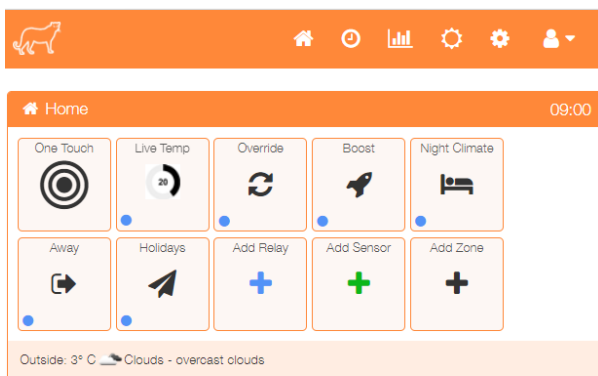 Home 09:00
One Touch Live Temp Override Boost Night Climate
20
Away Holidays Add Relay Add Sensor Add Zone
Outside: 3° C Clouds - overcast clouds